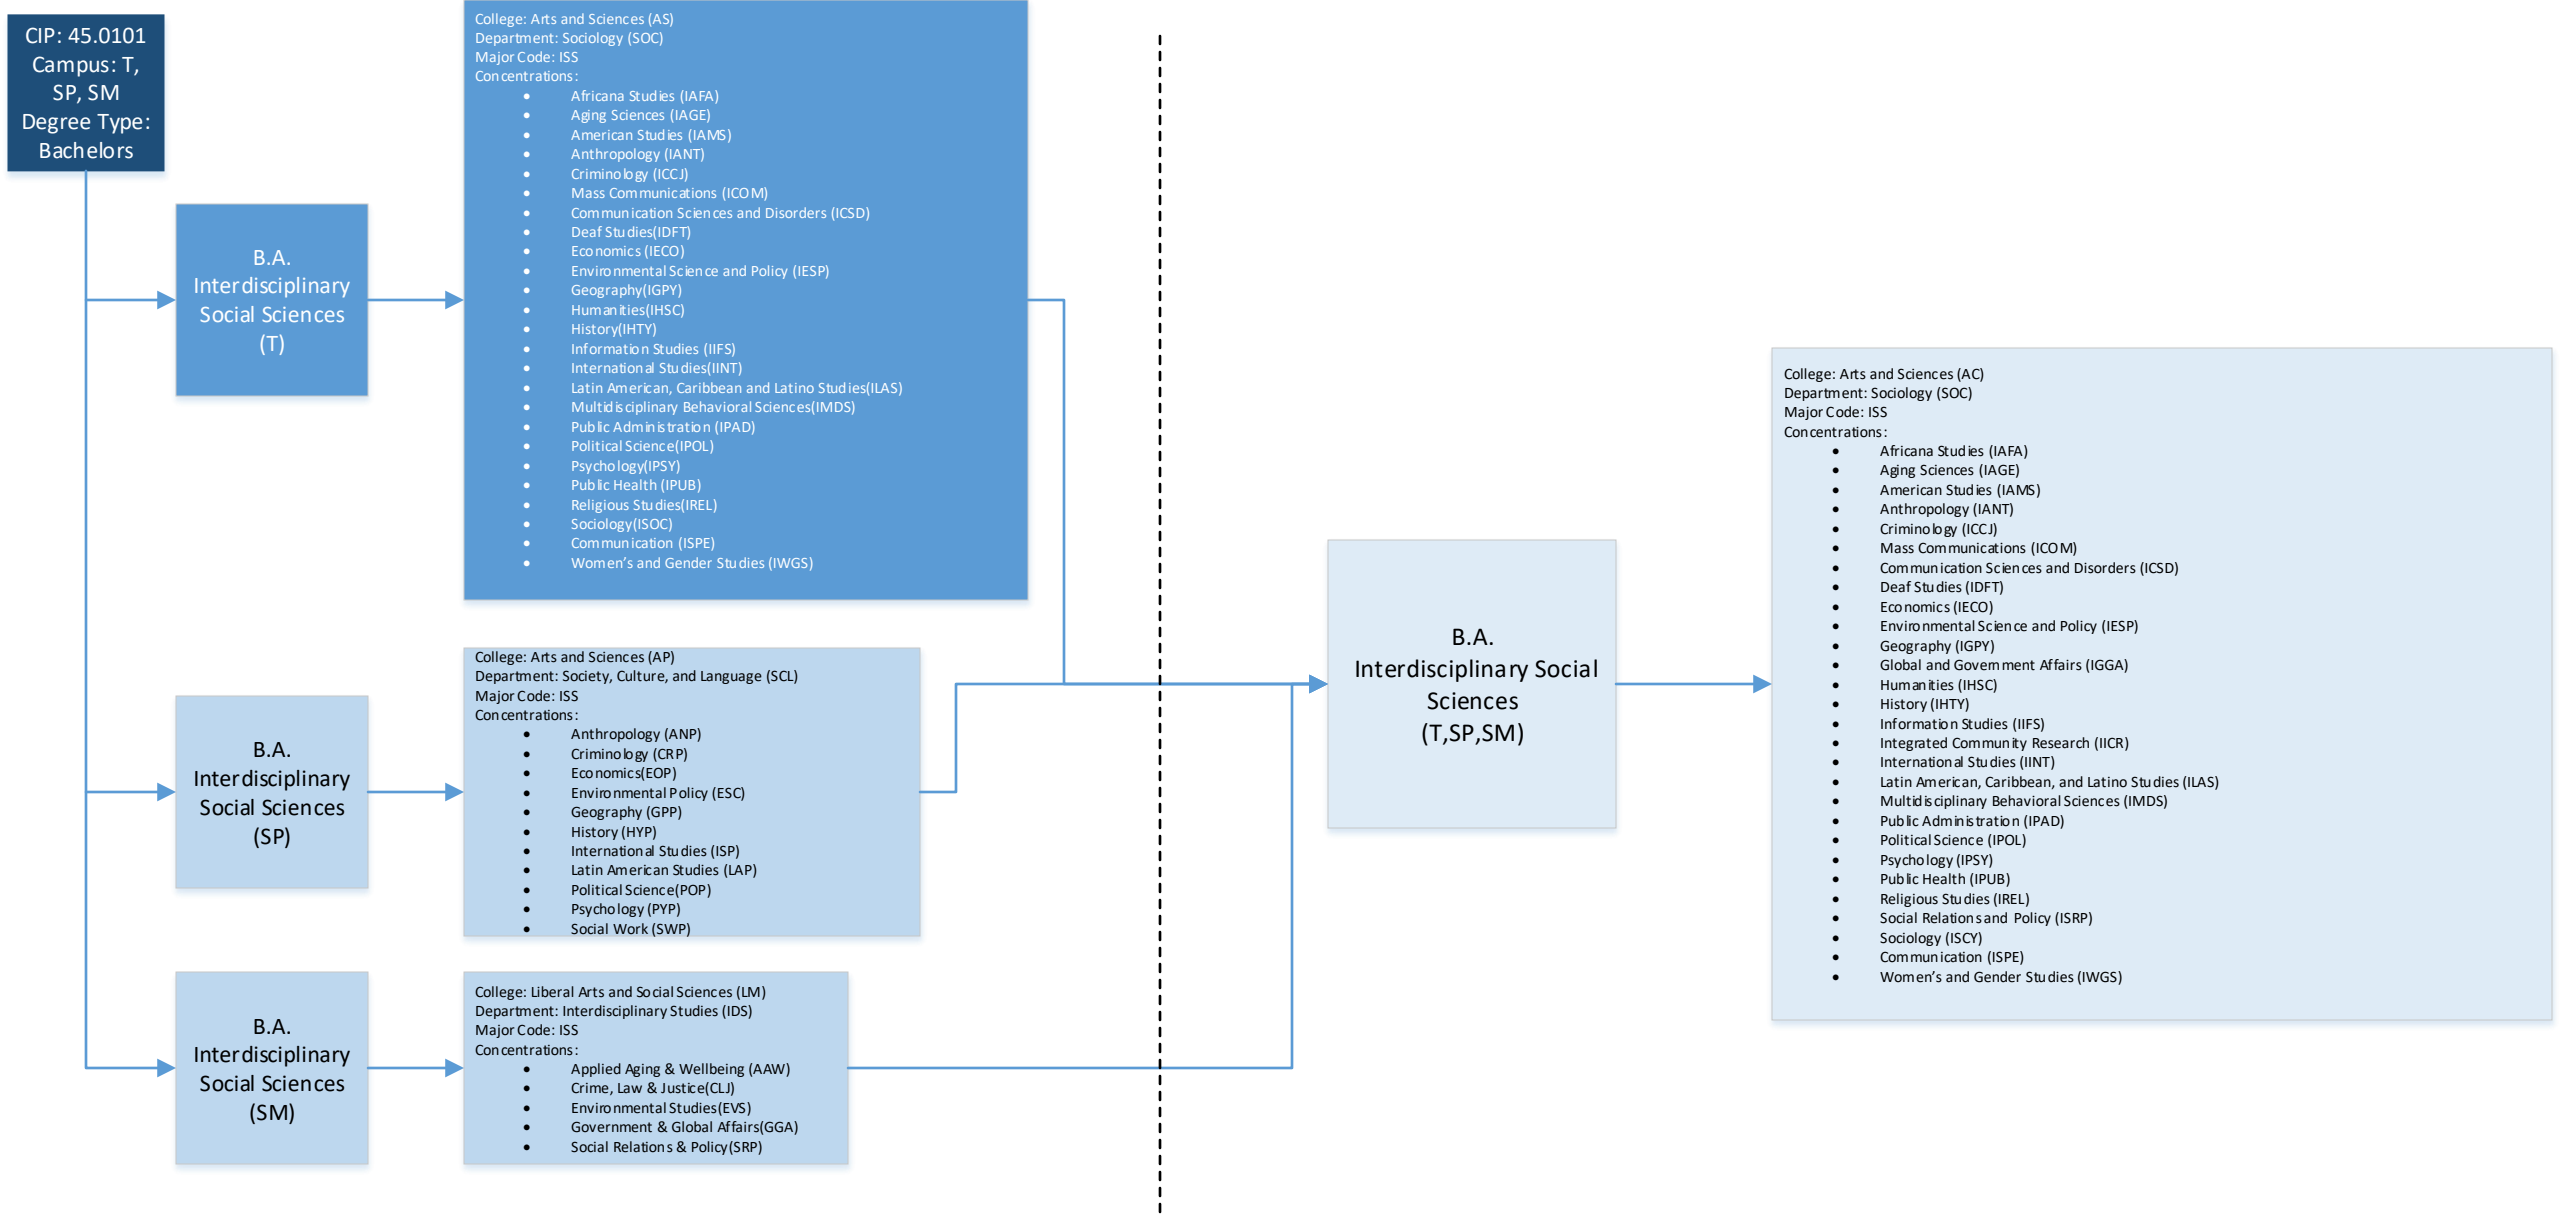 CIP: 45.0101
Campus: T,
SP, SM
Degree Type:
Bachelors
B.A.
Interdisciplinary
Social Sciences
(T)
College: Arts and Sciences (AS)
Department: Sociology (SOC)
Major Code: ISS
Concentrations:
• Africana Studies (IAFA)
• Aging Sciences (IAGE)
• American Studies (IAMS)
• Anthropology (IANT)
• Criminology (ICCJ)
• Mass Communications (ICOM)
• Communication Sciences and Disorders (ICSD)
• Deaf Studies(IDFT)
• Economics (IECO)
• Environmental Science and Policy (IESP)
• Geography(IGPY)
• Humanities(IHSC)
• History(IHTY)
• Information Studies (IIFS)
• International Studies(IINT)
• Latin American, Caribbean and Latino Studies(ILAS)
• Multidisciplinary Behavioral Sciences(IMDS)
• Public Administration (IPAD)
• Political Science(IPOL)
• Psychology(IPSY)
• Public Health (IPUB)
• Religious Studies(IREL)
• Sociology(ISOC)
• Communication (ISPE)
• Women's and Gender Studies (IWGS)
B.A.
Interdisciplinary
Social Sciences
(SP)
College: Arts and Sciences (AP)
Department: Society, Culture, and Language (SCL)
Major Code: ISS
Concentrations:
• Anthropology (ANP)
• Criminology (CRP)
• Economics(EOP)
• Environmental Policy (ESC)
• Geography (GPP)
• History (HYP)
• International Studies (ISP)
• Latin American Studies (LAP)
• Political Science(POP)
• Psychology (PYP)
• Social Work (SWP)
B.A.
Interdisciplinary
Social Sciences
(SM)
College: Liberal Arts and Social Sciences (LM)
Department: Interdisciplinary Studies (IDS)
Major Code: ISS
Concentrations:
• Applied Aging & Wellbeing (AAW)
• Crime, Law & Justice(CLJ)
• Environmental Studies(EVS)
• Government & Global Affairs(GGA)
• Social Relations & Policy(SRP)
B.A.
Interdisciplinary Social
Sciences
(T,SP,SM)
College: Arts and Sciences (AC)
Department: Sociology (SOC)
Major Code: ISS
Concentrations:
• Africana Studies (IAFA)
• Aging Sciences (IAGE)
• American Studies (IAMS)
• Anthropology (IANT)
• Criminology (ICCJ)
• Mass Communications (ICOM)
• Communication Sciences and Disorders (ICSD)
• Deaf Studies (IDFT)
• Economics (IECO)
• Environmental Science and Policy (IESP)
• Geography (IGPY)
• Global and Government Affairs (IGGA)
• Humanities (IHSC)
• History (IHTY)
• Information Studies (IIFS)
• Integrated Community Research (IICR)
• International Studies (IINT)
• Latin American, Caribbean, and Latino Studies (ILAS)
• Multidisciplinary Behavioral Sciences (IMDS)
• Public Administration (IPAD)
• Political Science (IPOL)
• Psychology (IPSY)
• Public Health (IPUB)
• Religious Studies (IREL)
• Social Relations and Policy (ISRP)
• Sociology (ISCY)
• Communication (ISPE)
• Women's and Gender Studies (IWGS)